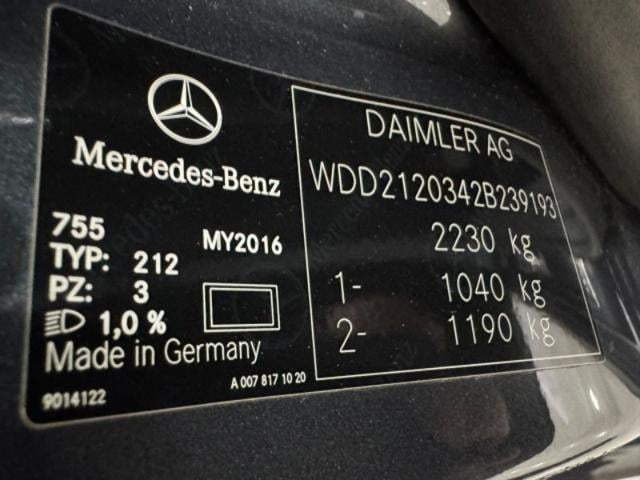 Mercedes-Benz
755 MY2016
TYP: 212
PZ: 3
1,0 %
Made in Germany
9014122
A 007 817 10 20
DAIMLER AG
WDD2120342B239193
2230 kg
1- 1040 kg
2- 1190 kg